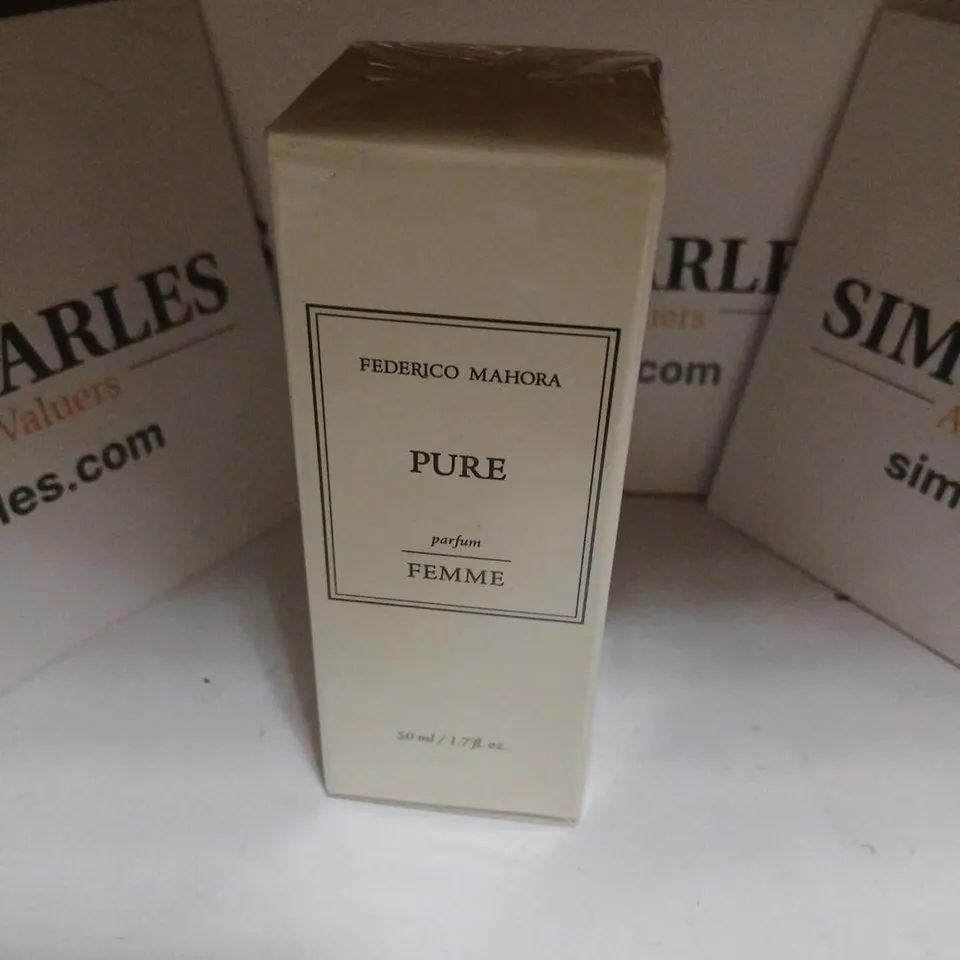 FEDERICO MAHORA
PURE
parfum
FEMME
50 ml / 1.7 fl. oz.
ARLES
Valuers
les.com
ARLE
uers
.com
SIM
A
sim